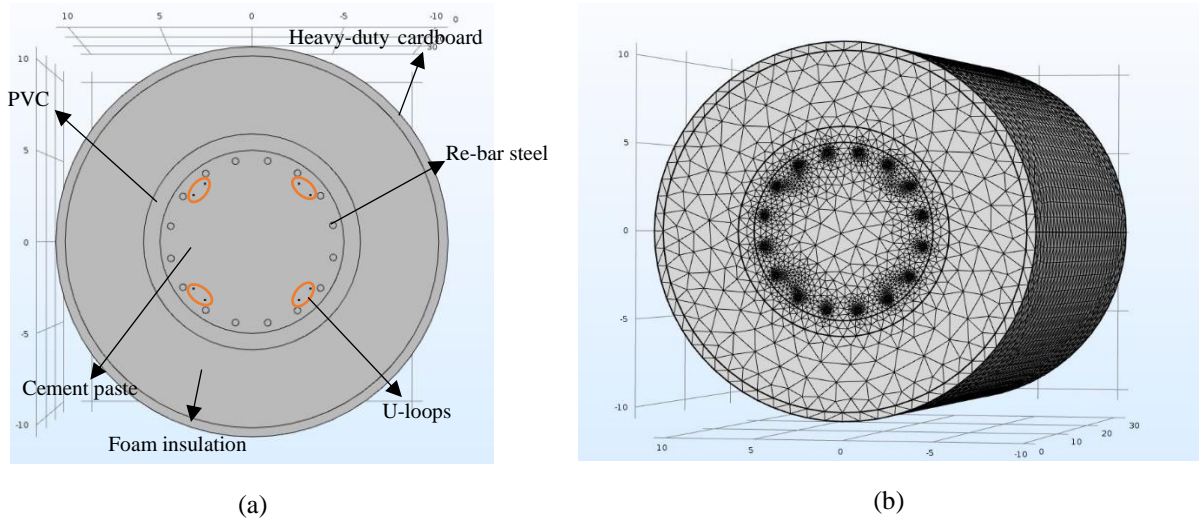 10 5 0 -5 -10 0
30
Heavy-duty cardboard
10
PVC
5
Re-bar steel
0
-5
Cement paste
U-loops
-10
Foam insulation
(a)
10
5
0
-5
-10
10 5 0 -5 -10 0 10 20 30
(b)